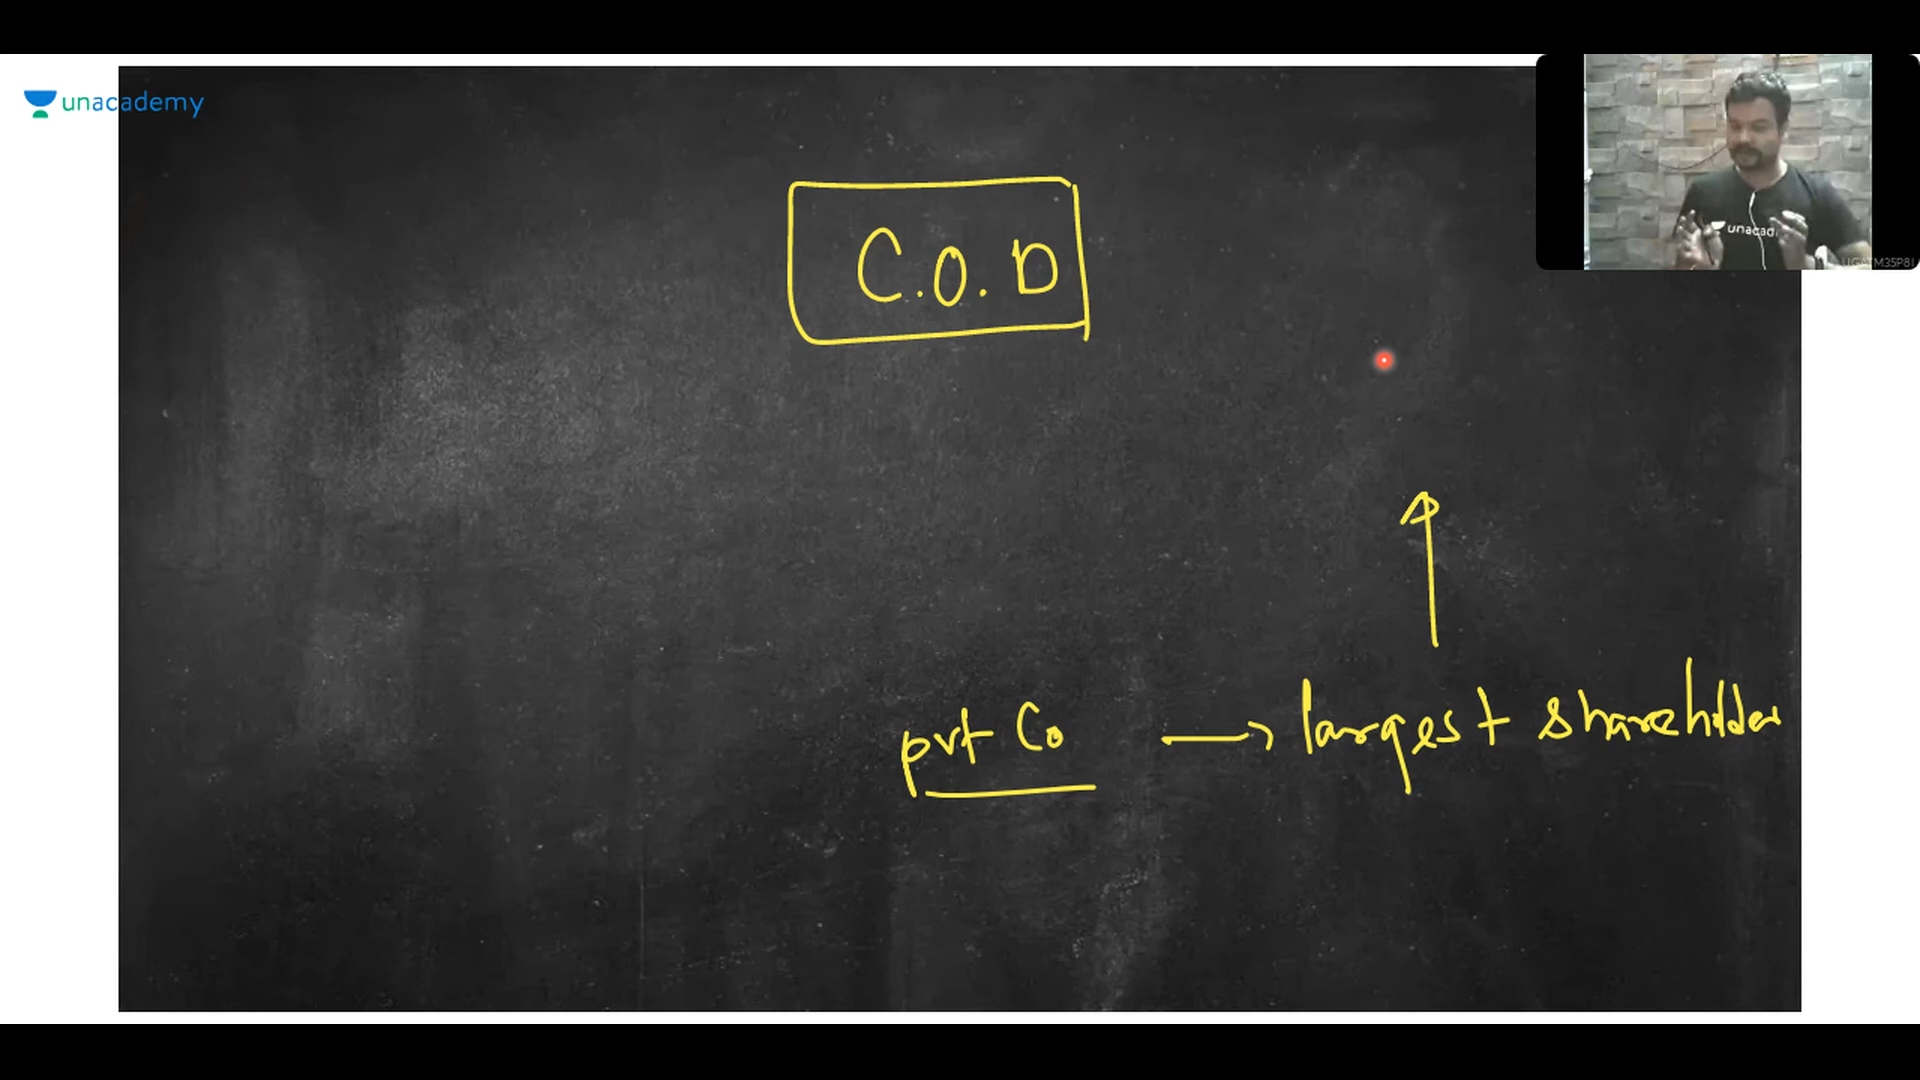 unacademy
C.O.D
pvt Co → largest shareholder
unacad